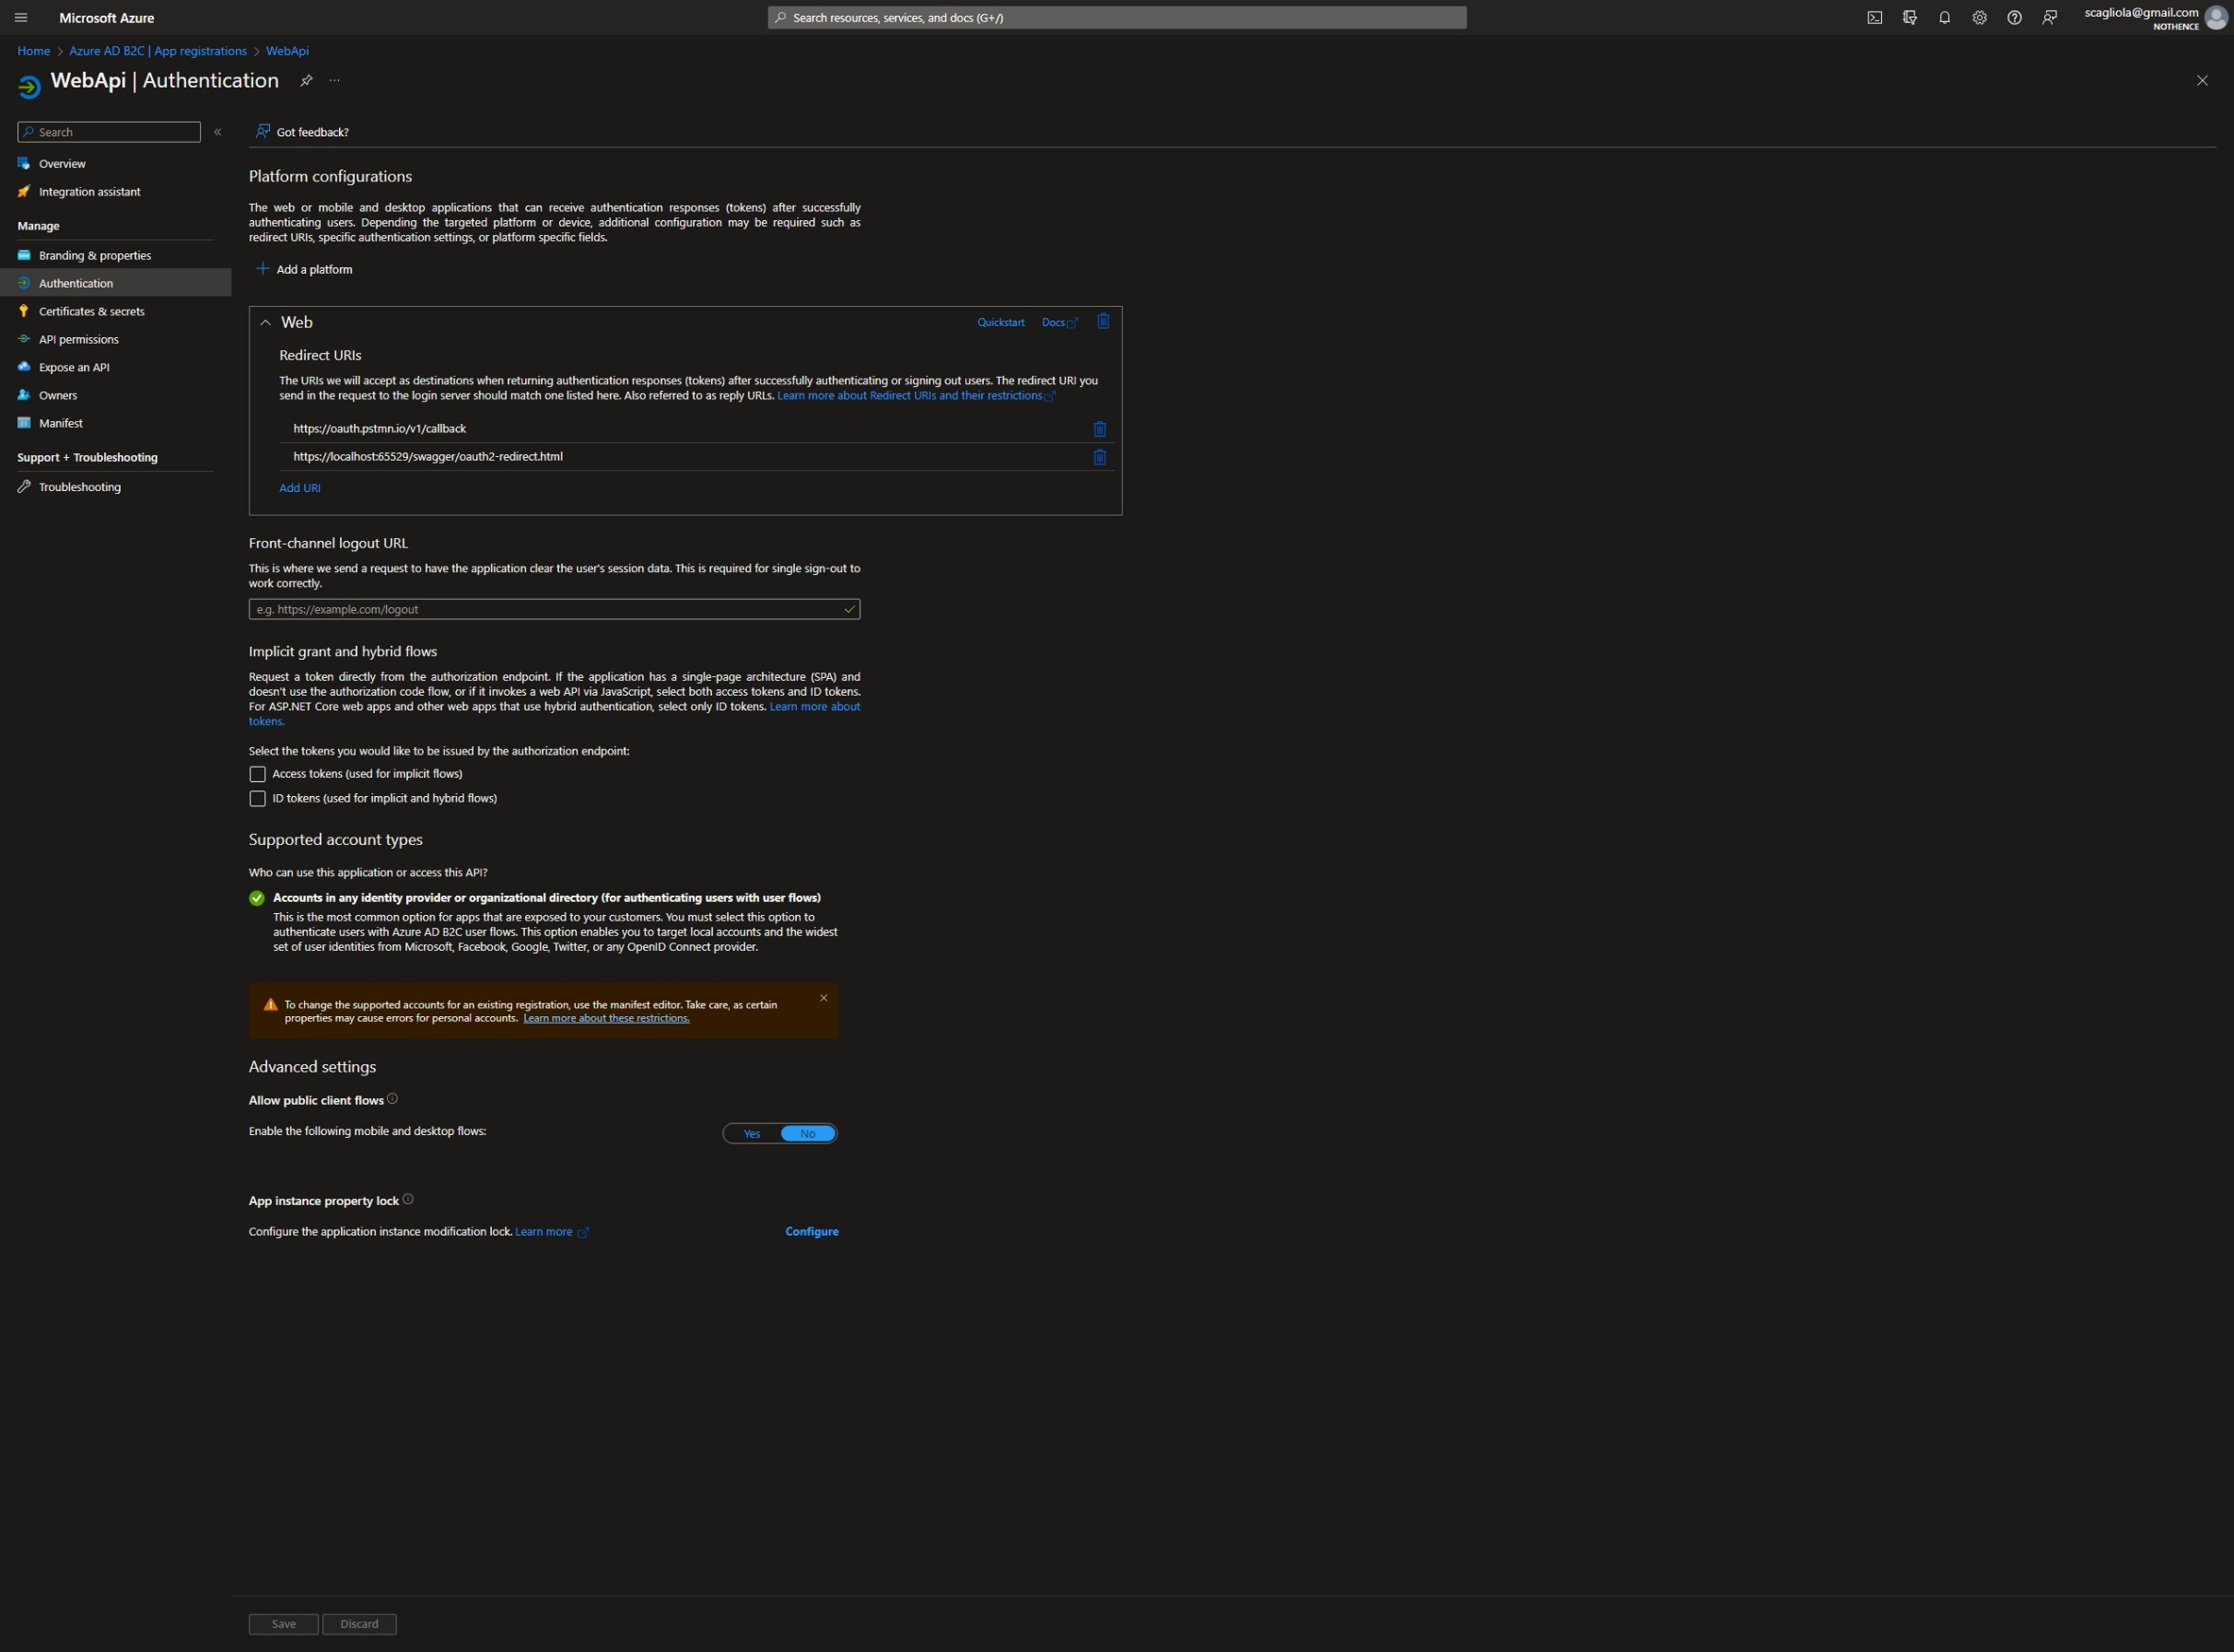 Microsoft Azure
Search resources, services, and docs (G+/)
scagliola@gmail.com
NOTHENCE
Home > Azure AD B2C | App registrations > WebApi
WebApi | Authentication
Search
Got feedback?
Overview
Integration assistant
Manage
Branding & properties
Authentication
Certificates & secrets
API permissions
Expose an API
Owners
Manifest
Support + Troubleshooting
Troubleshooting
Platform configurations
The web or mobile and desktop applications that can receive authentication responses (tokens) after successfully
authenticating users. Depending the targeted platform or device, additional configuration may be required such as
redirect URIs, specific authentication settings, or platform specific fields.
Add a platform
Web
Quickstart
Docs
Redirect URIs
The URIs we will accept as destinations when returning authentication responses (tokens) after successfully authenticating or signing out users. The redirect URI you
send in the request to the login server should match one listed here. Also referred to as reply URLs. Learn more about Redirect URIs and their restrictions
https://oauth.pstmn.io/v1/callback
https://localhost:65529/swagger/oauth2-redirect.html
Add URI
Front-channel logout URL
This is where we send a request to have the application clear the user's session data. This is required for single sign-out to
work correctly.
e.g. https://example.com/logout
Implicit grant and hybrid flows
Request a token directly from the authorization endpoint. If the application has a single-page architecture (SPA) and
doesn't use the authorization code flow, or if it invokes a web API via JavaScript, select both access tokens and ID tokens.
For ASP.NET Core web apps and other web apps that use hybrid authentication, select only ID tokens. Learn more about
tokens.
Select the tokens you would like to be issued by the authorization endpoint:
Access tokens (used for implicit flows)
ID tokens (used for implicit and hybrid flows)
Supported account types
Who can use this application or access this API?
Accounts in any identity provider or organizational directory (for authenticating users with user flows)
This is the most common option for apps that are exposed to your customers. You must select this option to
authenticate users with Azure AD B2C user flows. This option enables you to target local accounts and the widest
set of user identities from Microsoft, Facebook, Google, Twitter, or any OpenID Connect provider.
To change the supported accounts for an existing registration, use the manifest editor. Take care, as certain
properties may cause errors for personal accounts. Learn more about these restrictions.
Advanced settings
Allow public client flows
Enable the following mobile and desktop flows:
Yes
No
App instance property lock
Configure the application instance modification lock. Learn more
Configure
Save
Discard